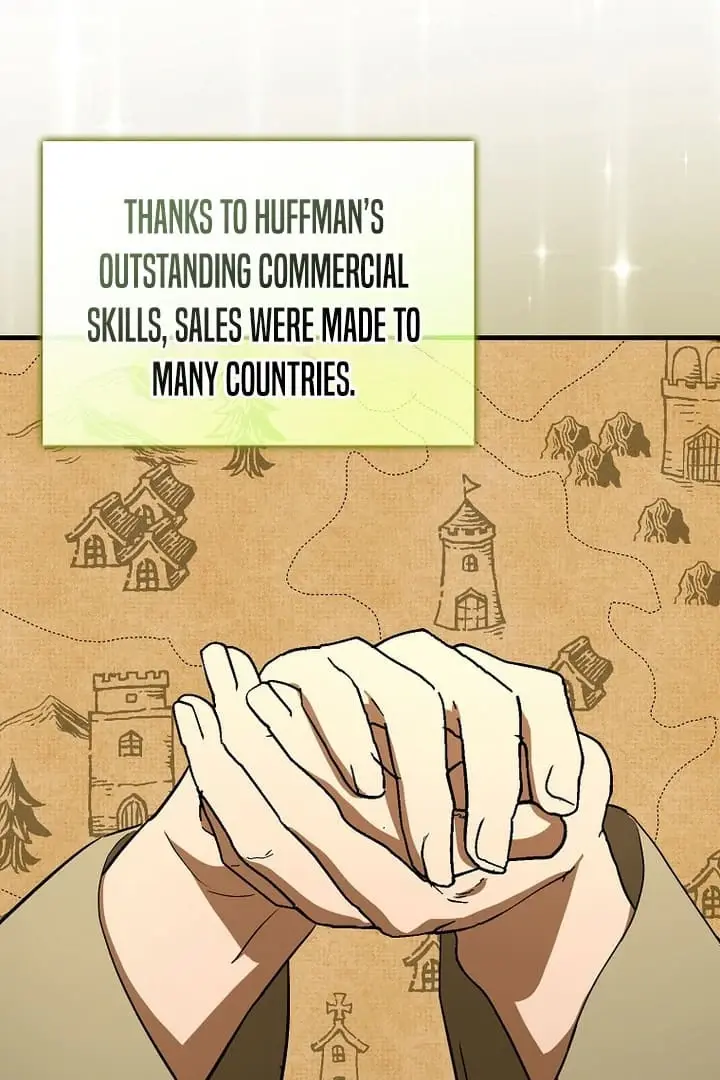 THANKS TO HUFFMAN'S
OUTSTANDING COMMERCIAL
SKILLS, SALES WERE MADE TO
MANY COUNTRIES.